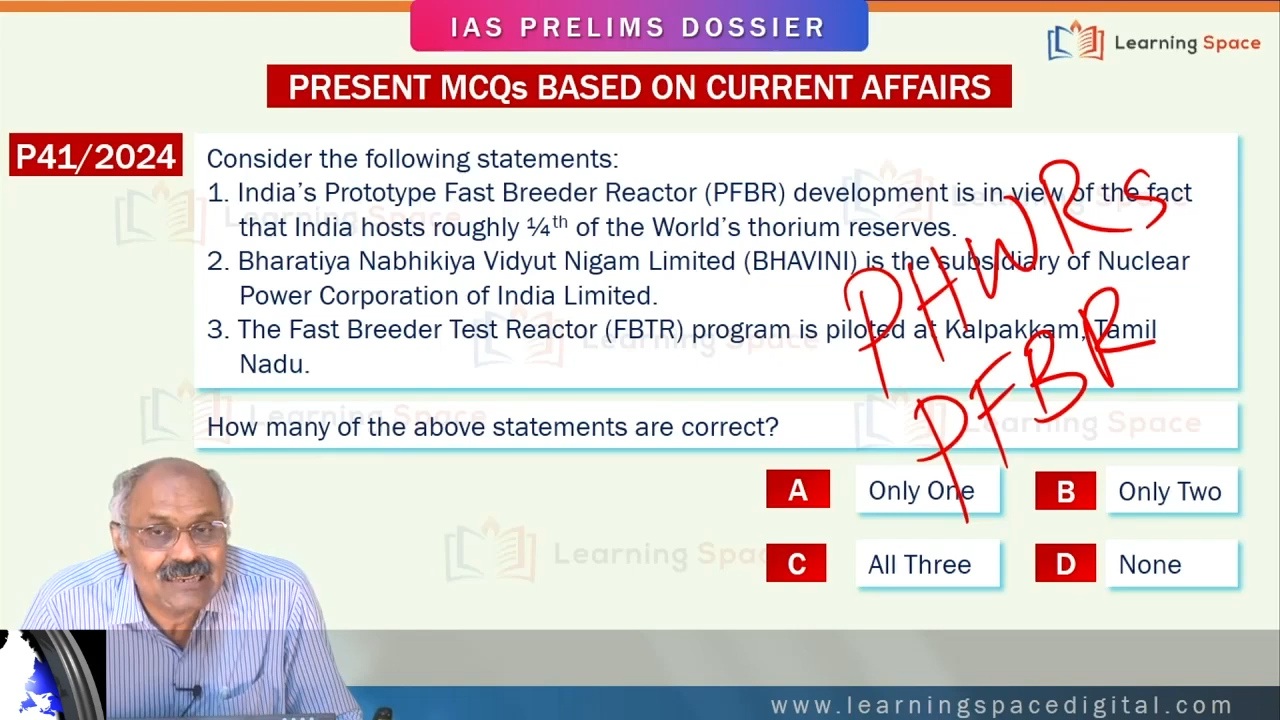 IAS PRELIMS DOSSIER
Learning Space
PRESENT MCQs BASED ON CURRENT AFFAIRS
P41/2024
Consider the following statements:
1. India's Prototype Fast Breeder Reactor (PFBR) development is in view of the fact
that India hosts roughly ¼th of the World's thorium reserves.
2. Bharatiya Nabhikiya Vidyut Nigam Limited (BHAVINI) is the subsidiary of Nuclear
Power Corporation of India Limited.
3. The Fast Breeder Test Reactor (FBTR) program is piloted at Kalpakkam, Tamil
Nadu.
PHWRS
PFBR
How many of the above statements are correct?
A Only One B Only Two
C All Three D None
Learning Space
www.learningspacedigital.com